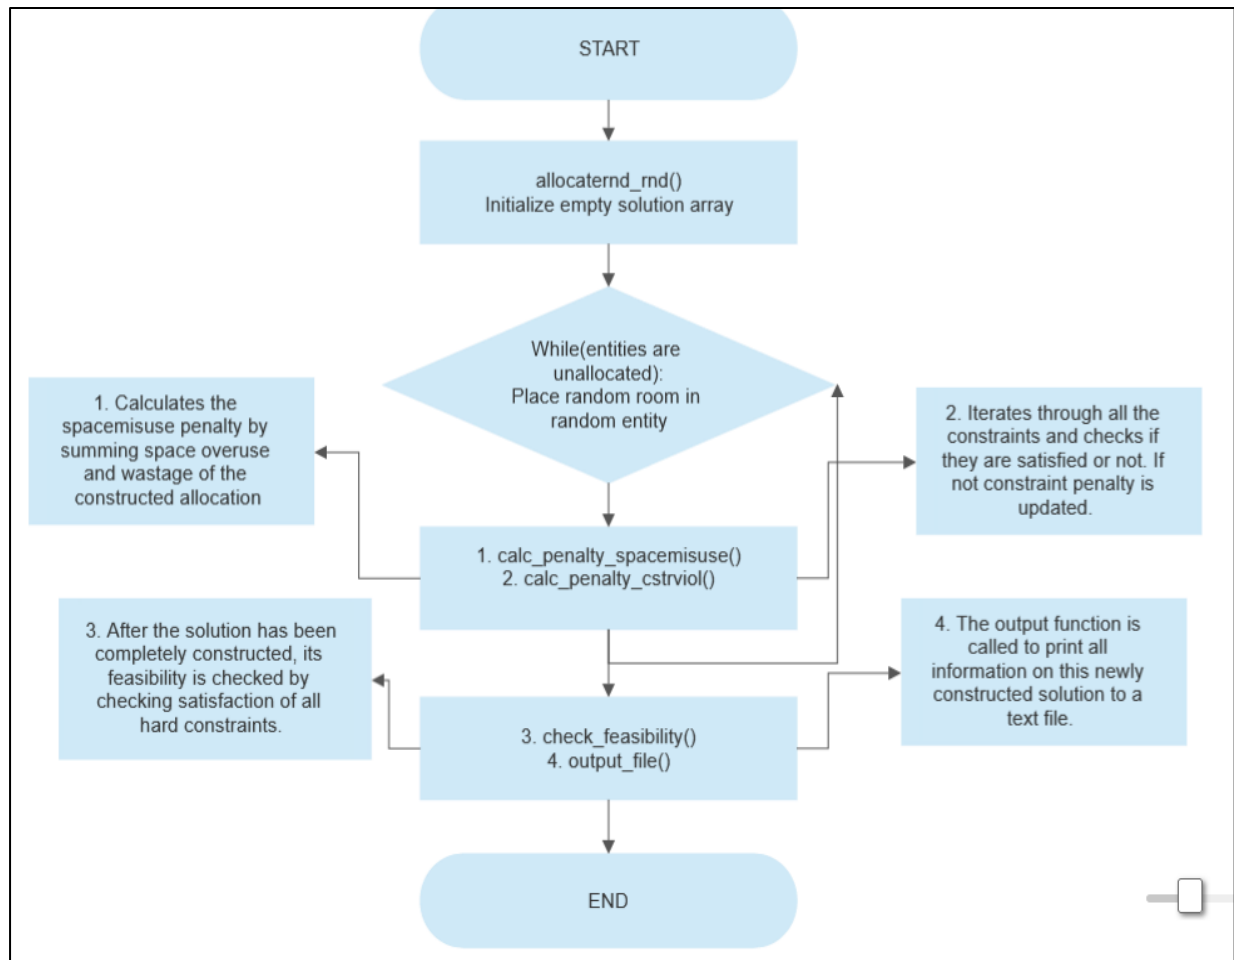 START
allocaternd_rnd()
Initialize empty solution array
While(entities are
unallocated):
Place random room in
random entity
1. Calculates the
spacemisuse penalty by
summing space overuse
and wastage of the
constructed allocation
2. Iterates through all the
constraints and checks if
they are satisfied or not. If
not constraint penalty is
updated.
1. calc_penalty_spacemisuse()
2. calc_penalty_cstrviol()
3. After the solution has been
completely constructed, its
feasibility is checked by
checking satisfaction of all
hard constraints.
4. The output function is
called to print all
information on this newly
constructed solution to a
text file.
3. check_feasibility()
4. output_file()
END